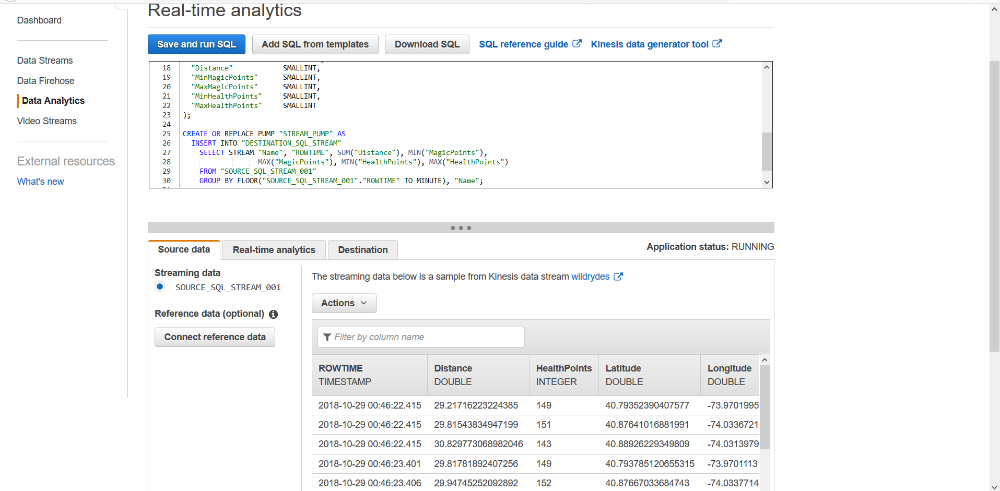 Real-time analytics
Dashboard
Data Streams
Data Firehose
Data Analytics
Video Streams
External resources
What's new
Save and run SQL
Add SQL from templates
Download SQL
SQL reference guide
Kinesis data generator tool
18 "Distance" SMALLINT,
19 "MinMagicPoints" SMALLINT,
20 "MaxMagicPoints" SMALLINT,
21 "MinHealthPoints" SMALLINT,
22 "MaxHealthPoints" SMALLINT
23 );
24
25 CREATE OR REPLACE PUMP "STREAM_PUMP" AS
26 INSERT INTO "DESTINATION_SQL_STREAM"
27 SELECT STREAM "Name", "ROWTIME", SUM("Distance"), MIN("MagicPoints"),
28 MAX("MagicPoints"), MIN("HealthPoints"), MAX("HealthPoints")
29 FROM "SOURCE_SQL_STREAM_001"
30 GROUP BY FLOOR("SOURCE_SQL_STREAM_001"."ROWTIME" TO MINUTE), "Name";
Source data
Real-time analytics
Destination
Application status: RUNNING
Streaming data
SOURCE_SQL_STREAM_001
Reference data (optional)
Connect reference data
The streaming data below is a sample from Kinesis data stream wildrydes
Actions
Filter by column name
ROWTIME Distance HealthPoints Latitude Longitude
TIMESTAMP DOUBLE INTEGER DOUBLE DOUBLE
2018-10-29 00:46:22.415 29.21716223224385 149 40.79352390407577 -73.9701995
2018-10-29 00:46:22.415 29.81543834947199 151 40.87641016881991 -74.0336721
2018-10-29 00:46:22.415 30.829773068982046 143 40.88926229349809 -74.0313979
2018-10-29 00:46:23.401 29.81781892407256 149 40.793785120655315 -73.9701113
2018-10-29 00:46:23.406 29.94745252092892 152 40.87667033684743 -74.0337714